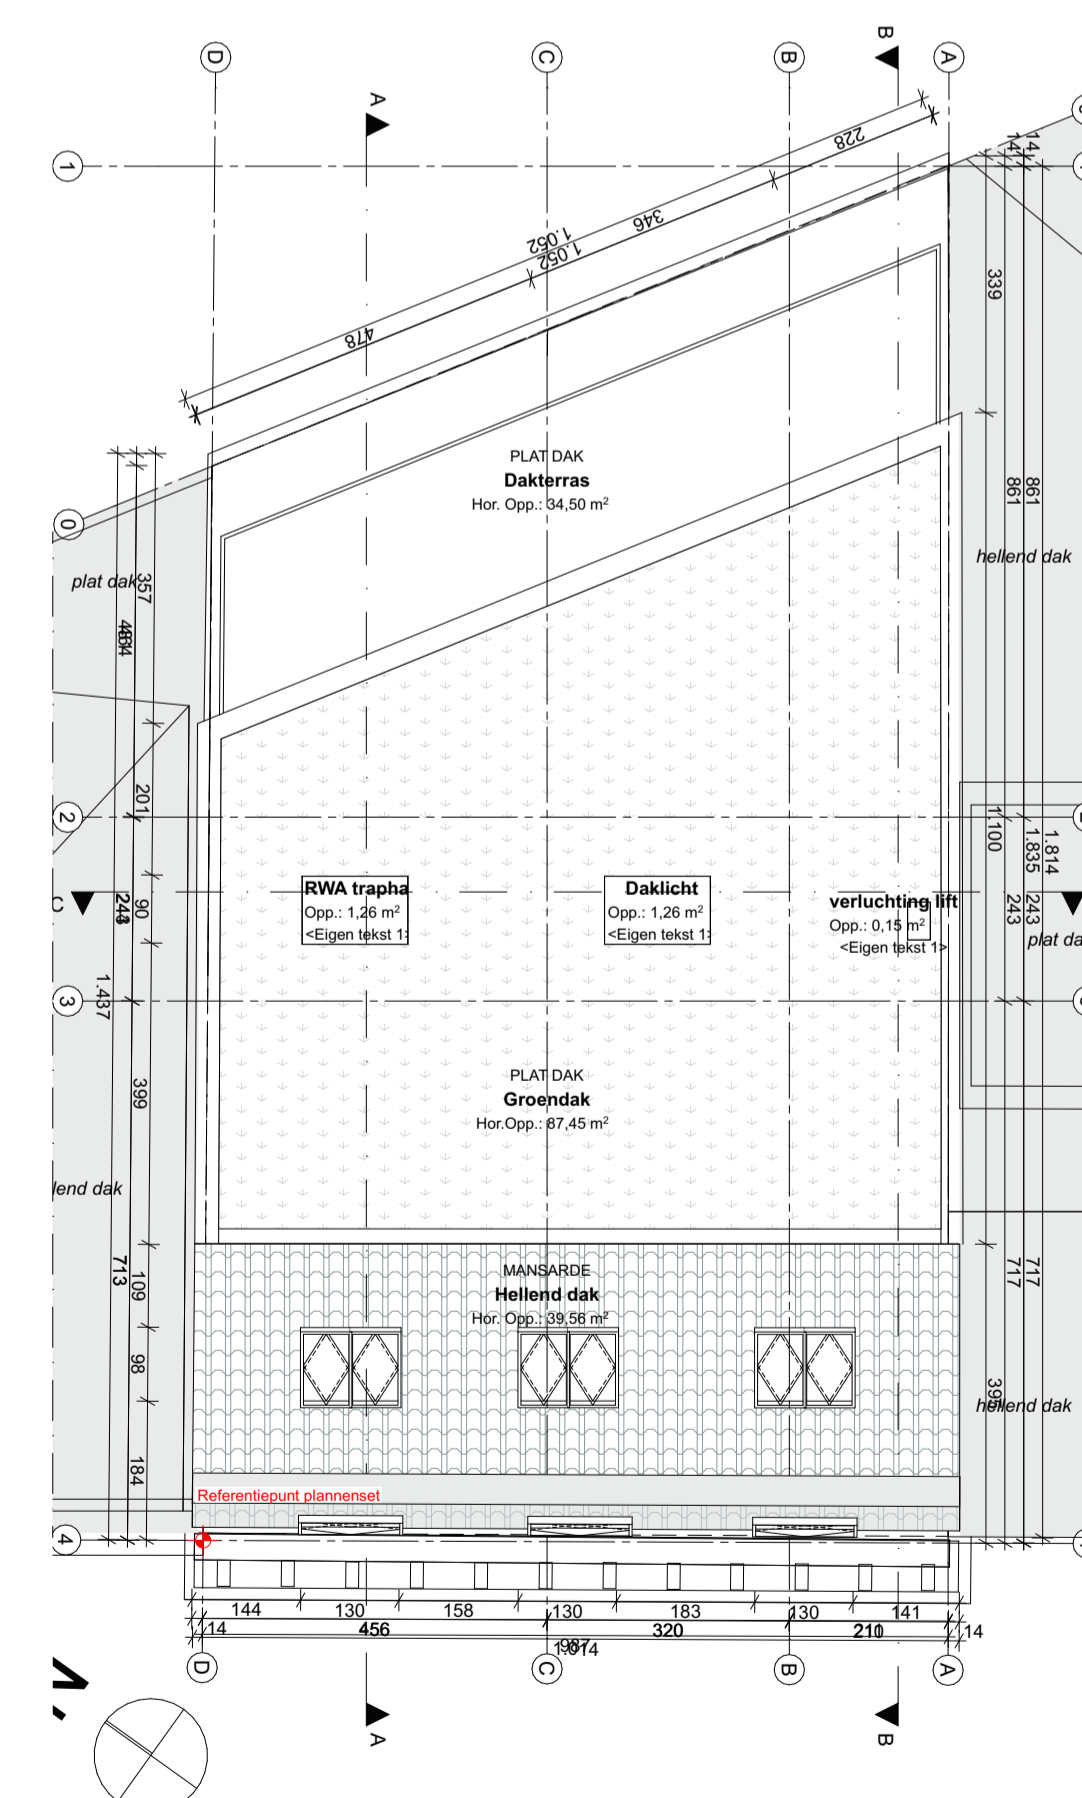 B
D
C
B
A
A
1
14
14
228
346
1.052
1.052
478
339
PLAT DAK
Dakterras
Hor. Opp.: 34,50 m²
861
861
0
hellend dak
plat dak
357
201
2
1.100
1.814
1.835
RWA trapha
Opp.: 1,26 m²
<Eigen tekst 1>
Daklicht
Opp.: 1,26 m²
<Eigen tekst 1>
verluchting lift
Opp.: 0,15 m²
<Eigen tekst 1>
C
90
243
243
plat da
3
1.437
399
PLAT DAK
Groendak
Hor.Opp.: 87,45 m²
lend dak
713
109
717
717
MANSARDE
Hellend dak
Hor. Opp.: 39,56 m²
98
hellend dak
184
Referentiepunt plannenset
4
144
130
158
130
183
130
141
14
456
320
210
14
1.014
D
C
B
A
A
B